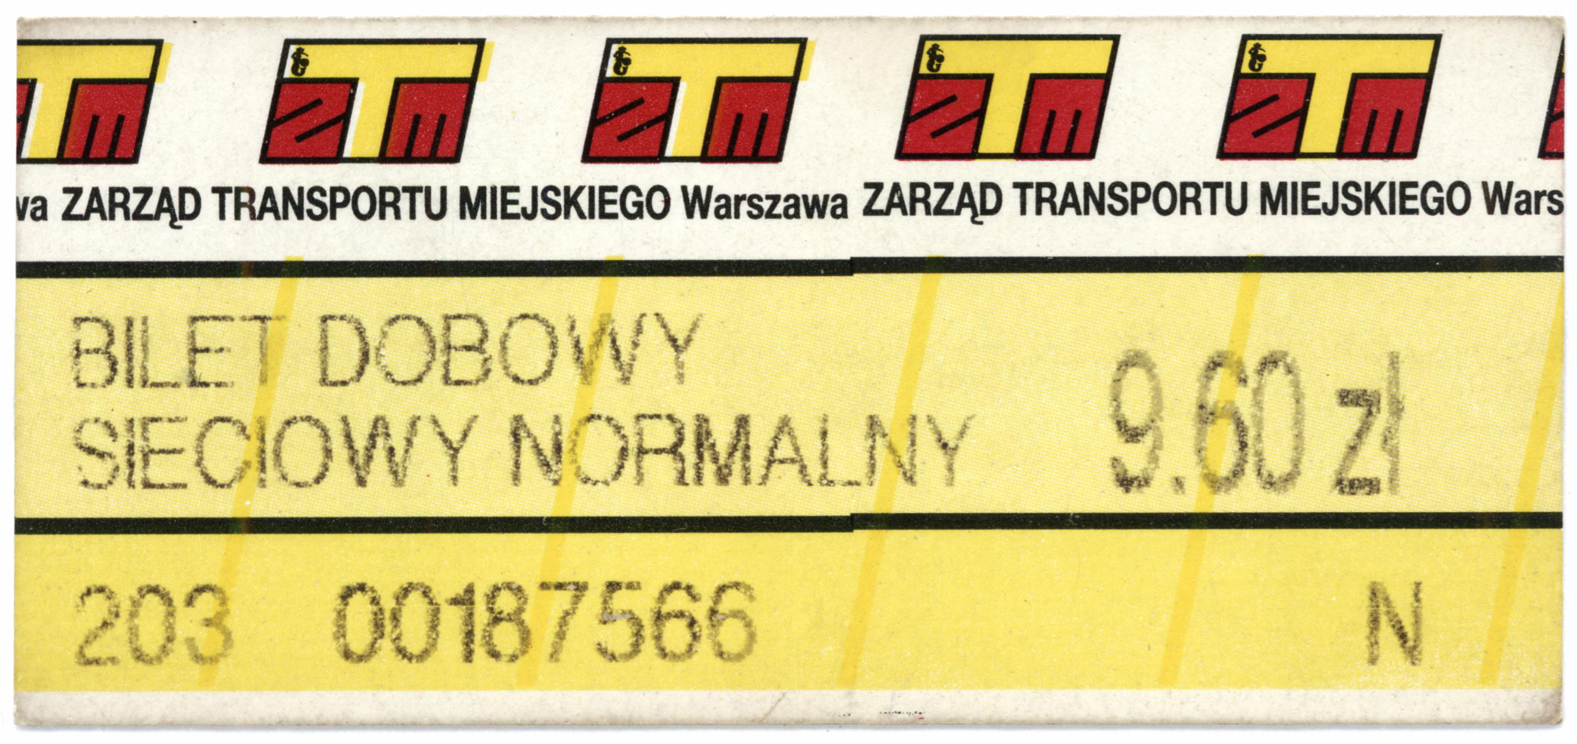 ZTM ZTM ZTM ZTM ZTM
wa ZARZĄD TRANSPORTU MIEJSKIEGO Warszawa ZARZĄD TRANSPORTU MIEJSKIEGO Wars
BILET DOBOWY
SIECIOWY NORMALNY 9.60 zł
203 00187566 N